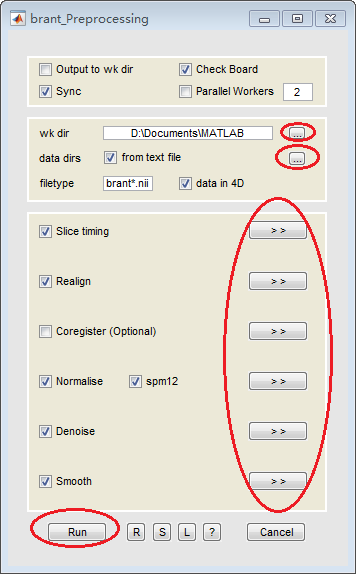 brant_Preprocessing
Output to wk dir Check Board
Sync Parallel Workers 2
wk dir D:\Documents\MATLAB ...
data dirs from text file ...
filetype brant*.nii data in 4D
Slice timing > >
Realign > >
Coregister (Optional) > >
Normalise spm12 > >
Denoise > >
Smooth > >
Run R S L ? Cancel